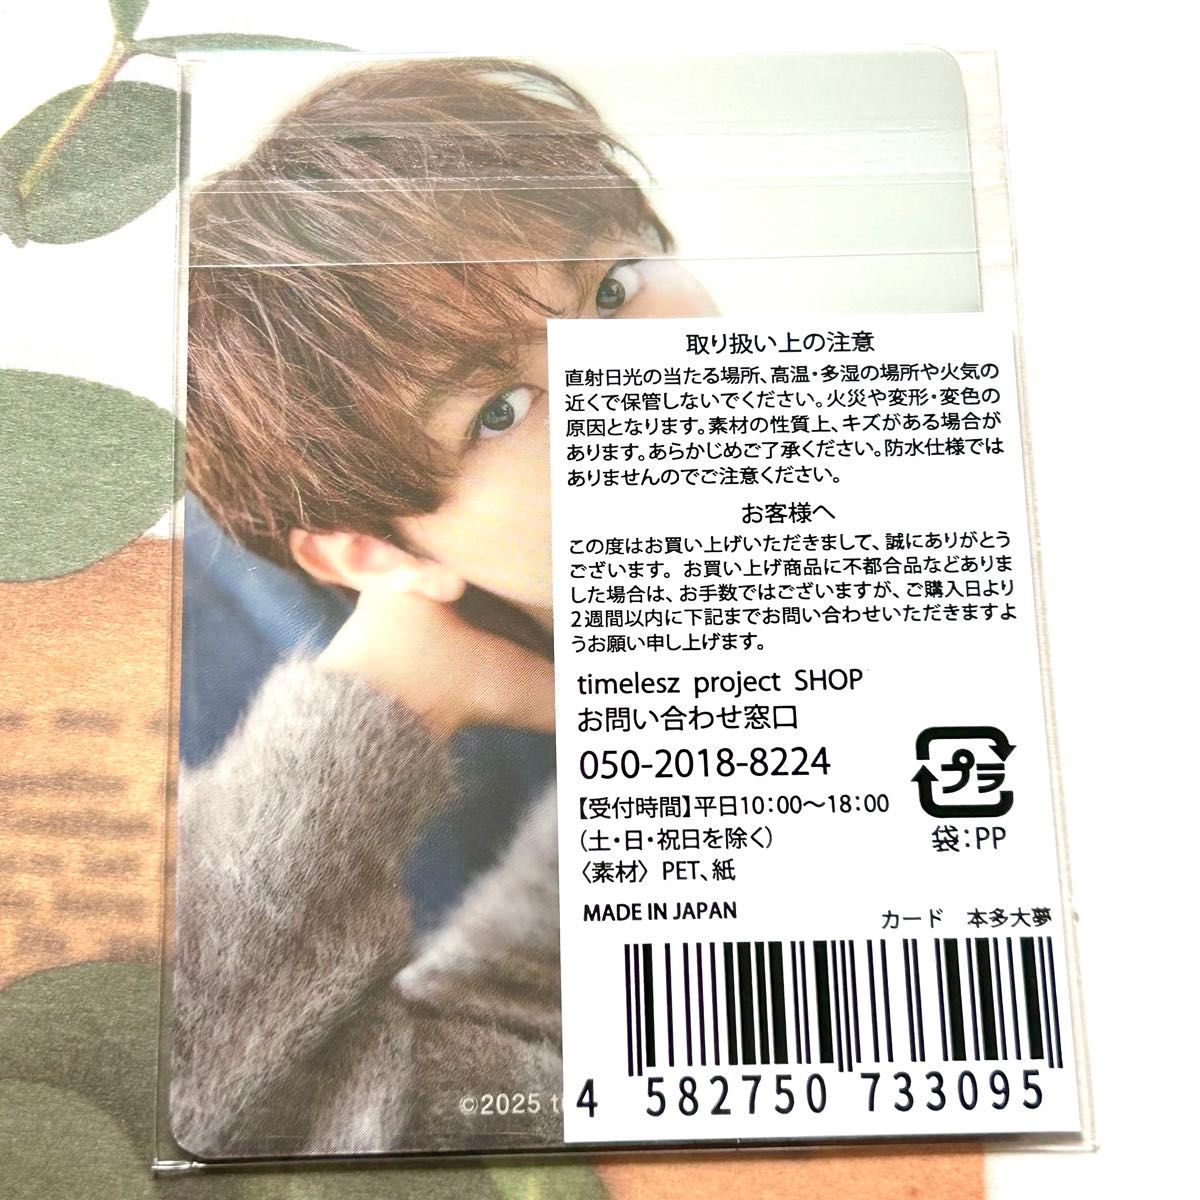 取り扱い上の注意
直射日光の当たる場所、高温・多湿の場所や火気の
近くで保管しないでください。火災や変形・変色の
原因となります。素材の性質上、キズがある場合が
あります。あらかじめご了承ください。防水仕様では
ありませんのでご注意ください。
お客様へ
この度はお買い上げいただきまして、誠にありがとう
ございます。お買い上げ商品に不都合品などありま
した場合は、お手数ではございますが、ご購入日より
2週間以内に下記までお問い合わせいただきますよ
うお願い申し上げます。
timelesz project SHOP
お問い合わせ窓口
050-2018-8224
【受付時間】平日10:00～18:00
(土・日・祝日を除く)
〈素材〉PET、紙
プラ
袋:PP
MADE IN JAPAN
カード 本多大夢
4 582750 733095
©2025 ti